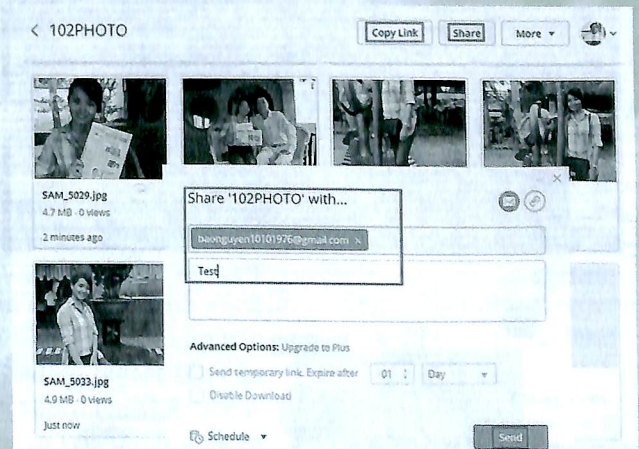 102PHOTO
Copy Link
Share
More
SAM_5029.jpg
4.7 MB - 0 views
2 minutes ago
Share '102PHOTO' with...
baonguyen10101976@gmail.com ×
Test
Advanced Options: Upgrade to Plus
Send temporary link. Expire after 01 Day
Disable Download
Schedule
Send
SAM_5033.jpg
4.9 MB - 0 views
Just now